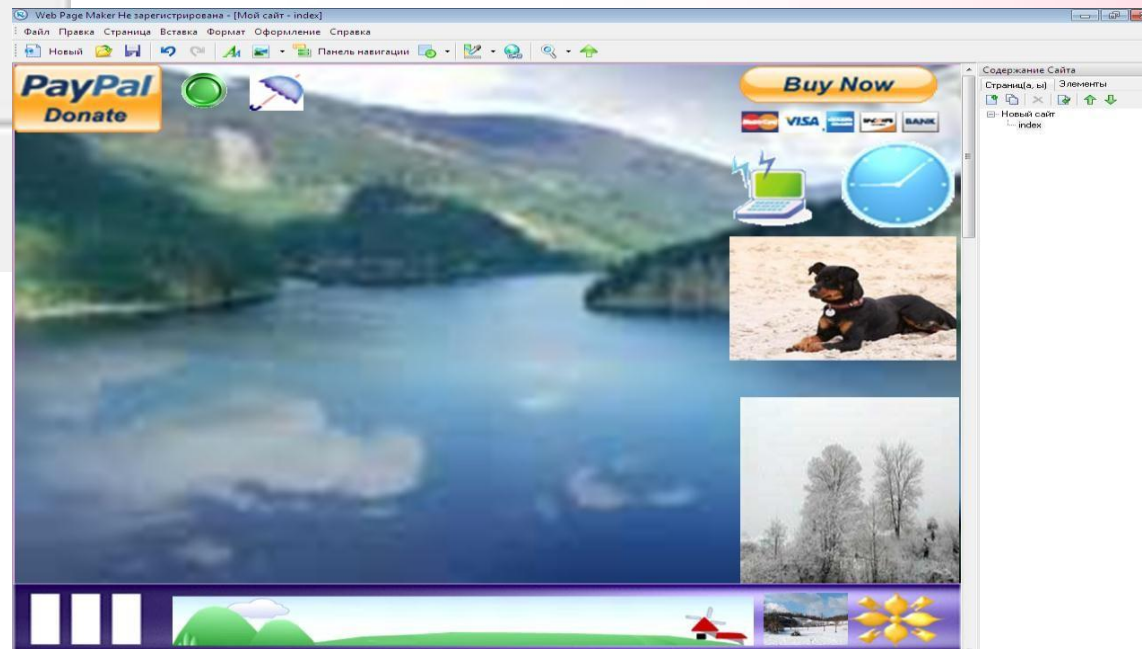 Web Page Maker Не зарегистрирована - [Мой сайт - index]
Файл Правка Страница Вставка Формат Оформление Справка
Новый Панель навигации
Содержание Сайта
Страниц(а, ы) Элементы
Новый сайт
index
PayPal
Donate
Buy Now
MasterCard VISA BANK